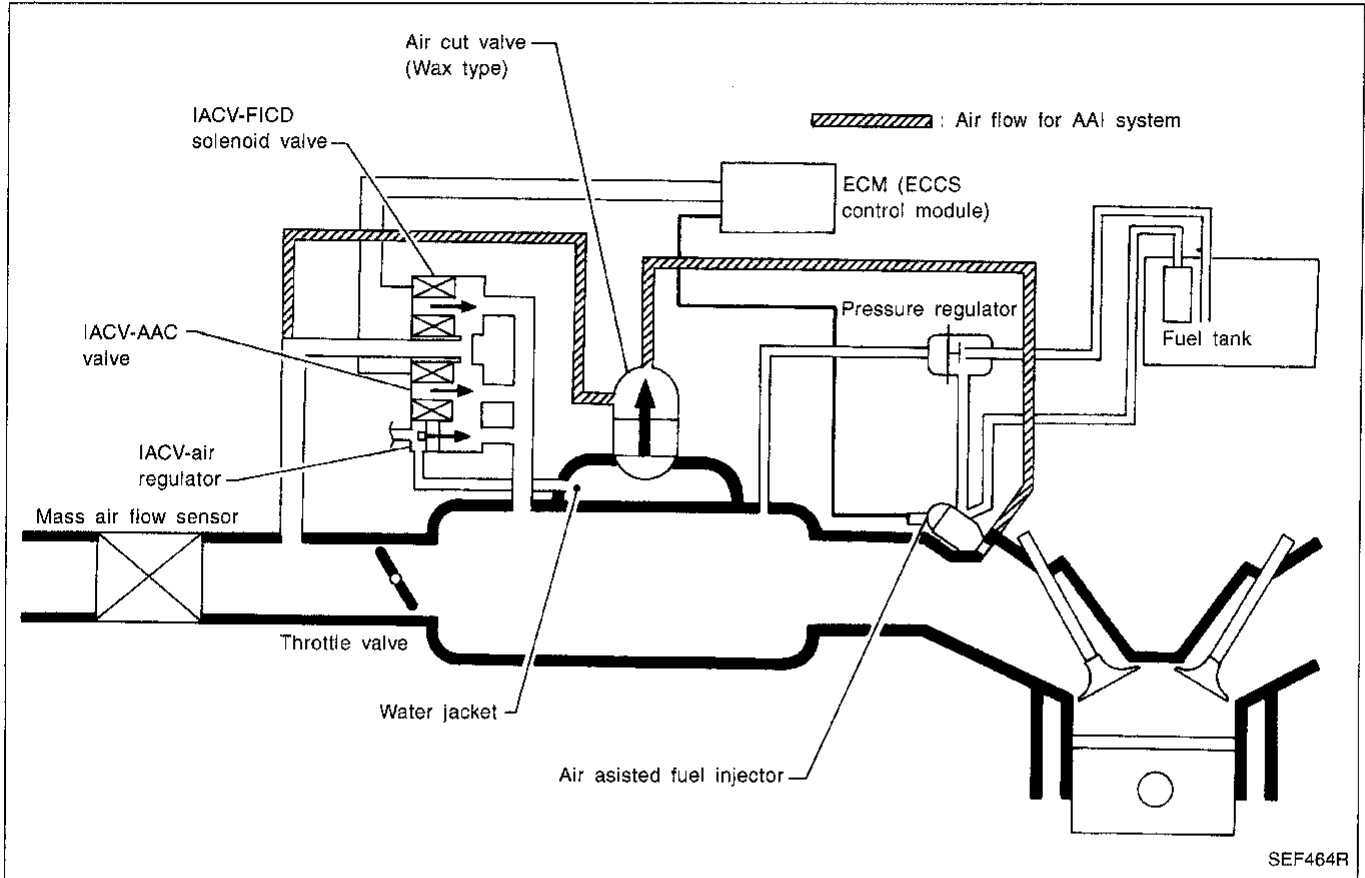 Air cut valve
(Wax type)
IACV-FICD
solenoid valve
: Air flow for AAI system
ECM (ECCS
control module)
Pressure regulator
Fuel tank
IACV-AAC
valve
IACV-air
regulator
Mass air flow sensor
Throttle valve
Water jacket
Air asisted fuel injector
SEF464R